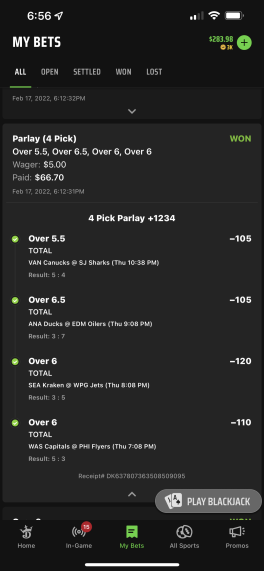 6:56
MY BETS
$283.98
3K
ALL OPEN SETTLED WON LOST
Feb 17, 2022, 6:12:32PM
Parlay (4 Pick) WON
Over 5.5, Over 6.5, Over 6, Over 6
Wager: $5.00
Paid: $66.70
Feb 17, 2022, 6:12:31PM
4 Pick Parlay +1234
Over 5.5 −105
TOTAL
VAN Canucks @ SJ Sharks (Thu 10:38 PM)
Result: 5 : 4
Over 6.5 −105
TOTAL
ANA Ducks @ EDM Oilers (Thu 9:08 PM)
Result: 3 : 7
Over 6 −120
TOTAL
SEA Kraken @ WPG Jets (Thu 8:08 PM)
Result: 3 : 5
Over 6 −110
TOTAL
WAS Capitals @ PHI Flyers (Thu 7:08 PM)
Result: 5 : 3
Receipt# DK637807363508509095
PLAY BLACKJACK
15
Home In-Game My Bets All Sports Promos